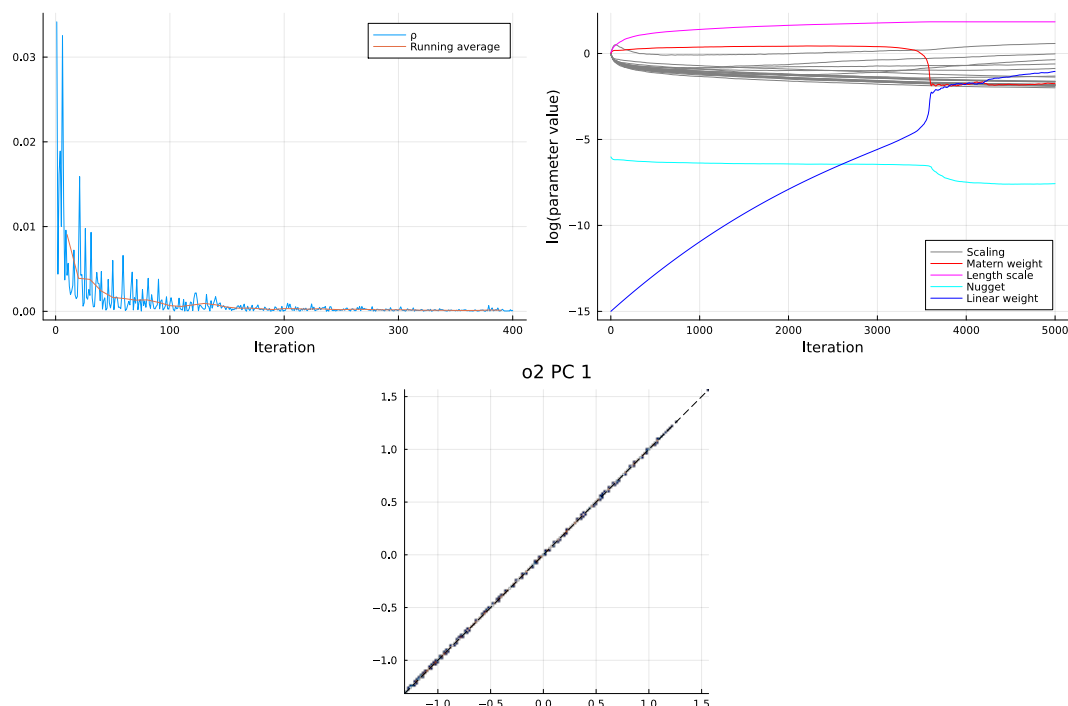 0.03
0.02
0.01
0.00
0
100
200
300
400
Iteration
ρ
Running average
log(parameter value)
0
−5
−10
−15
0
1000
2000
3000
4000
5000
Iteration
Scaling
Matern weight
Length scale
Nugget
Linear weight
o2 PC 1
1.5
1.0
0.5
0.0
−0.5
−1.0
−1.0
−0.5
0.0
0.5
1.0
1.5